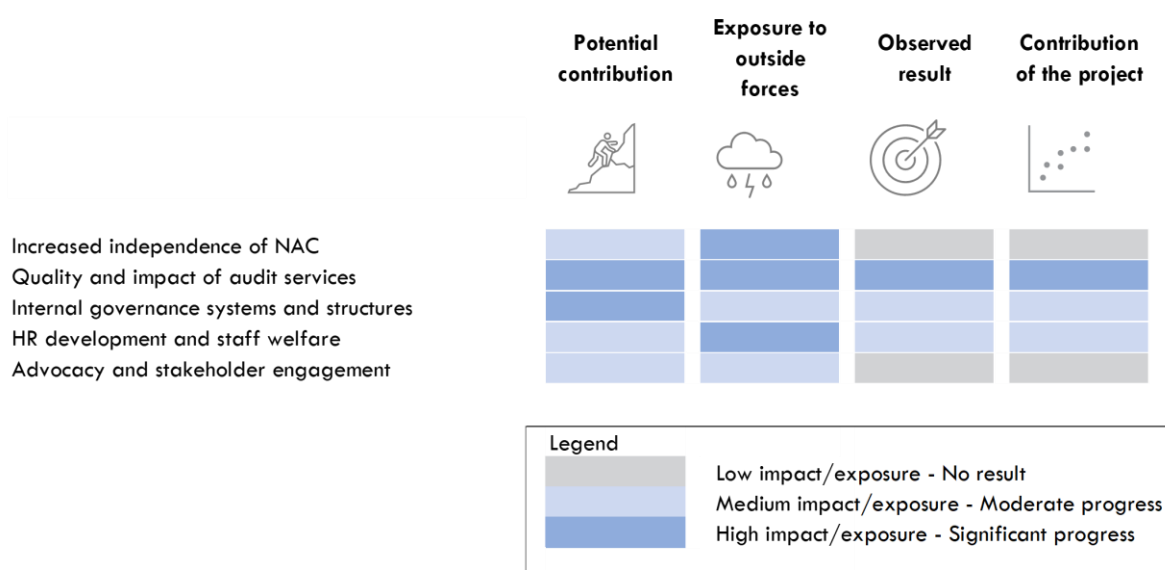 Potential
contribution
Exposure to
outside
forces
Observed
result
Contribution
of the project
Increased independence of NAC
Quality and impact of audit services
Internal governance systems and structures
HR development and staff welfare
Advocacy and stakeholder engagement
Legend
Low impact/exposure - No result
Medium impact/exposure - Moderate progress
High impact/exposure - Significant progress